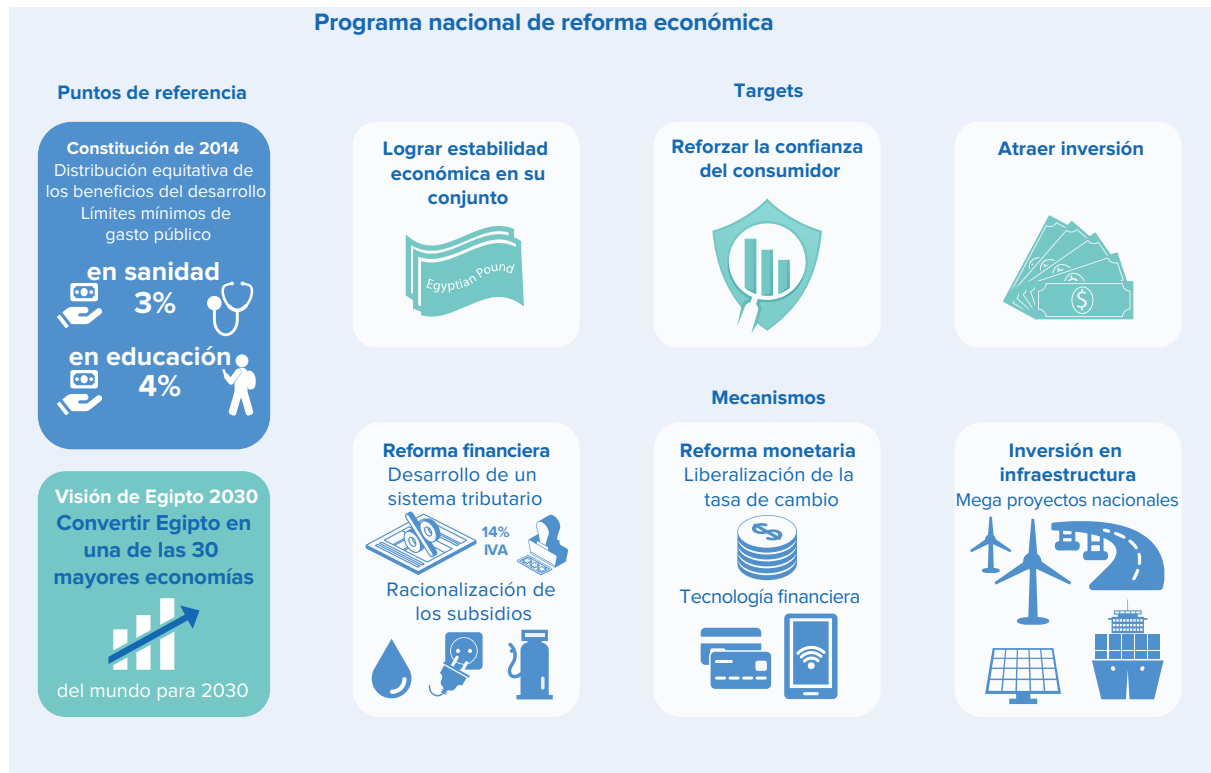 Programa nacional de reforma económica
Puntos de referencia
Constitución de 2014
Distribución equitativa de
los beneficios del desarrollo
Límites mínimos de
gasto público
en sanidad
3%
en educación
4%
Visión de Egipto 2030
Convertir Egipto en
una de las 30
mayores economías
del mundo para 2030
Targets
Lograr estabilidad
económica en su
conjunto
Egyptian Pound
Reforzar la confianza
del consumidor
Atraer inversión
$
Mecanismos
Reforma financiera
Desarrollo de un
sistema tributario
%
14%
IVA
Racionalización de
los subsidios
Reforma monetaria
Liberalización de la
tasa de cambio
$
Tecnología financiera
Inversión en
infraestructura
Mega proyectos nacionales